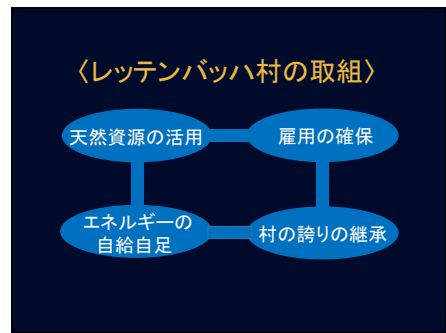 〈レッテンバッハ村の取組〉
天然資源の活用
雇用の確保
エネルギーの
自給自足
村の誇りの継承